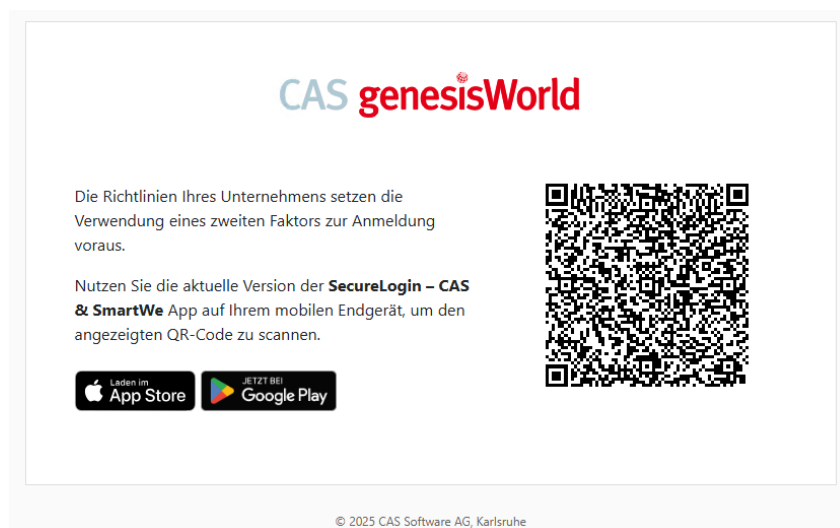 CAS genesisWorld
Die Richtlinien Ihres Unternehmens setzen die
Verwendung eines zweiten Faktors zur Anmeldung
voraus.
Nutzen Sie die aktuelle Version der SecureLogin – CAS
& SmartWe App auf Ihrem mobilen Endgerät, um den
angezeigten QR-Code zu scannen.
Laden im
App Store
JETZT BEI
Google Play
© 2025 CAS Software AG, Karlsruhe